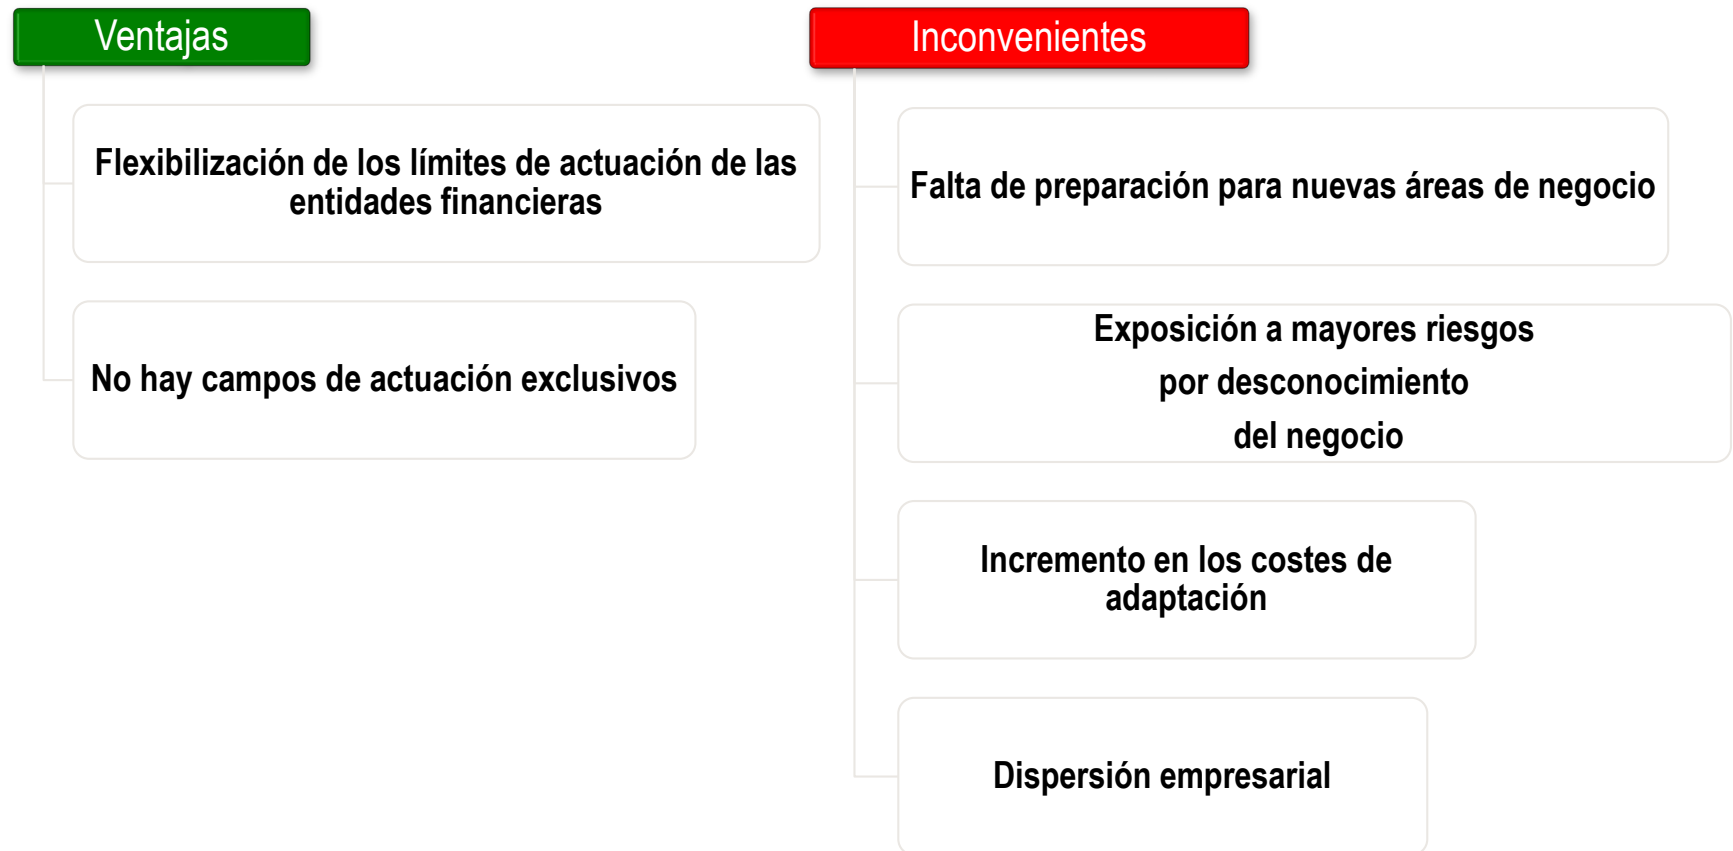 Ventajas
Flexibilización de los límites de actuación de las
entidades financieras
No hay campos de actuación exclusivos
Inconvenientes
Falta de preparación para nuevas áreas de negocio
Exposición a mayores riesgos
por desconocimiento
del negocio
Incremento en los costes de
adaptación
Dispersión empresarial